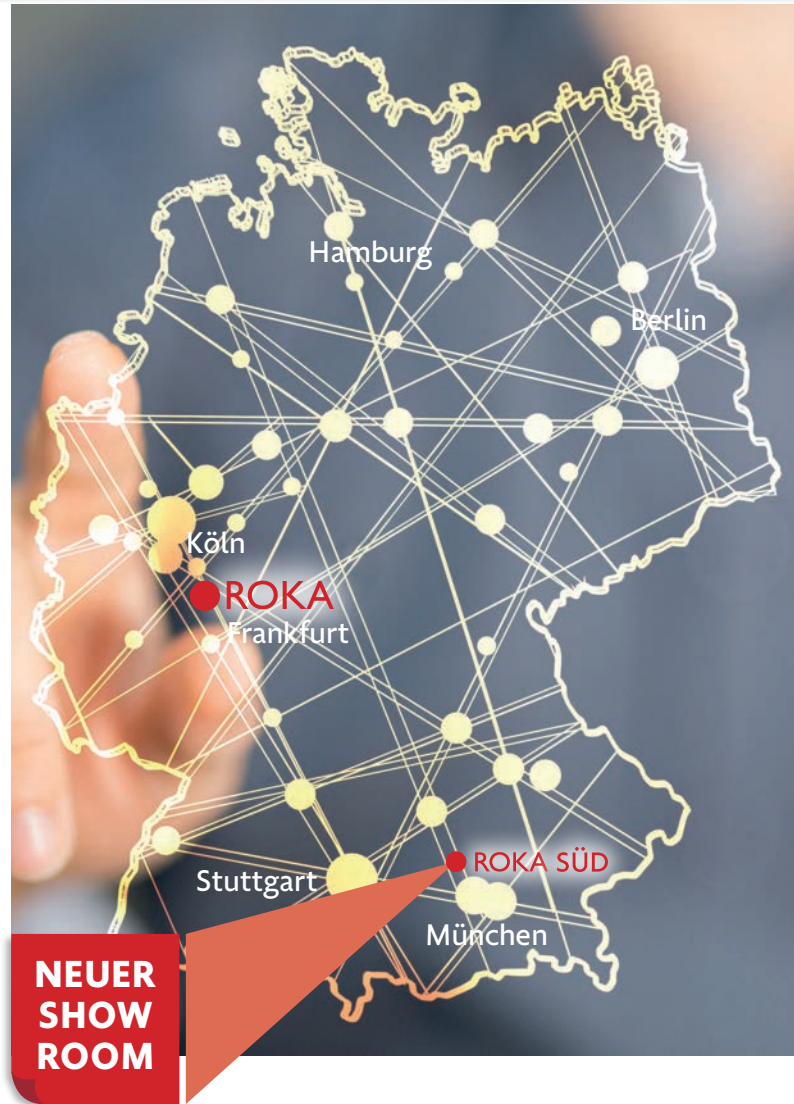 Hamburg
Berlin
Köln
ROKA
Frankfurt
ROKA SÜD
Stuttgart
München
NEUER
SHOW
ROOM